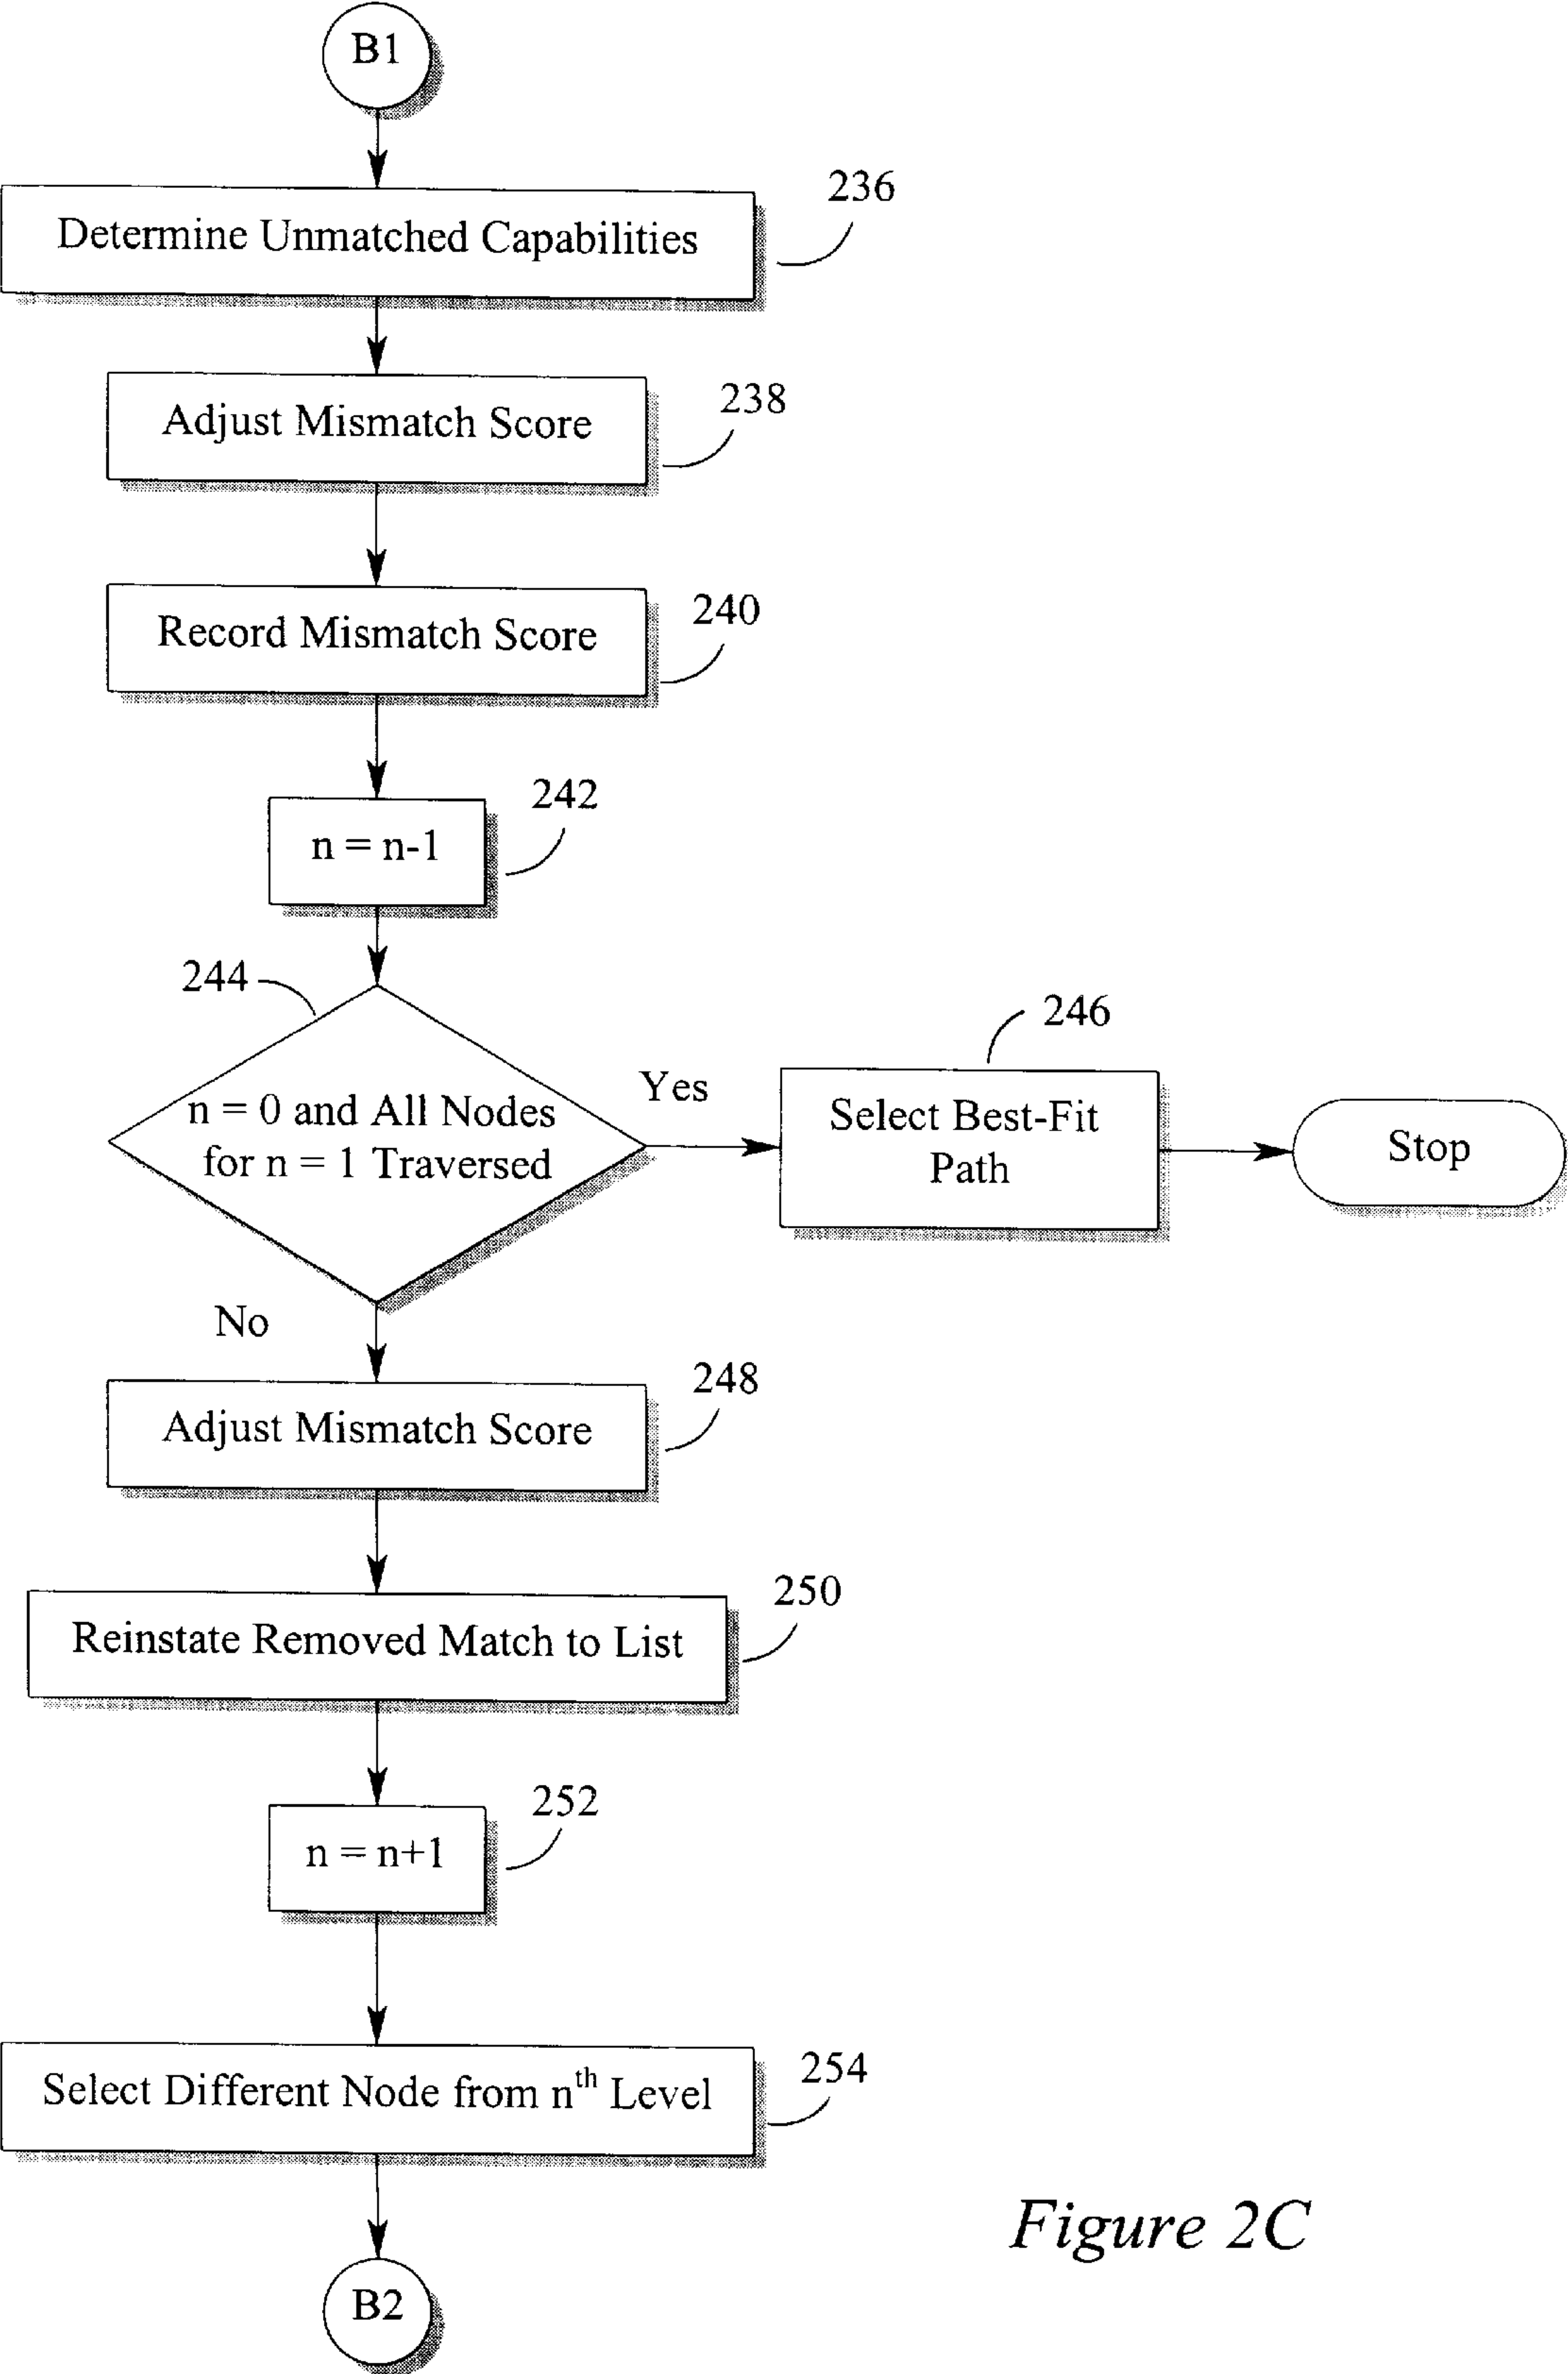 B1
236
Determine Unmatched Capabilities
238
Adjust Mismatch Score
240
Record Mismatch Score
242
n = n-1
244
n = 0 and All Nodes
for n = 1 Traversed
Yes
246
Select Best-Fit
Path
Stop
No
248
Adjust Mismatch Score
250
Reinstate Removed Match to List
252
n = n+1
254
Select Different Node from nth Level
B2
Figure 2C